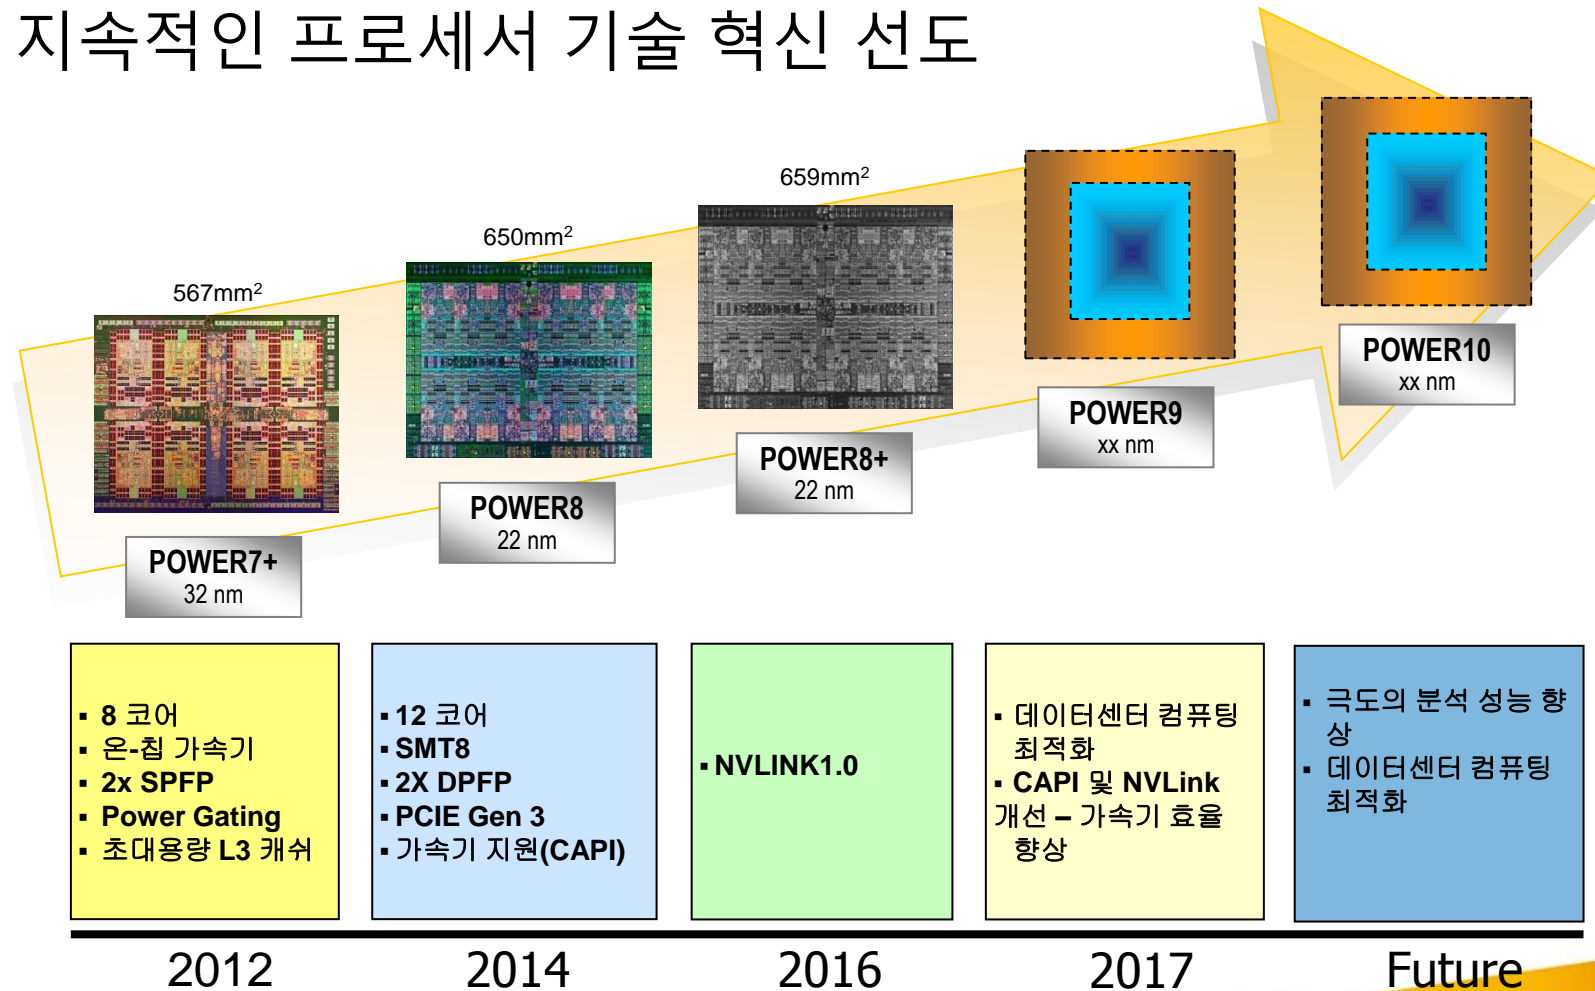 지속적인 프로세서 기술 혁신 선도
659mm²
650mm²
567mm²
POWER10
xx nm
POWER9
xx nm
POWER8+
22 nm
POWER8
22 nm
POWER7+
32 nm
▪ 8 코어
▪ 온-칩 가속기
▪ 2x SPFP
▪ Power Gating
▪ 초대용량 L3 캐쉬
▪ 12 코어
▪ SMT8
▪ 2X DPFP
▪ PCIE Gen 3
▪ 가속기 지원(CAPI)
▪ NVLINK1.0
▪ 데이터센터 컴퓨팅
최적화
▪ CAPI 및 NVLink
개선 – 가속기 효율
향상
▪ 극도의 분석 성능 향
상
▪ 데이터센터 컴퓨팅
최적화
2012
2014
2016
2017
Future